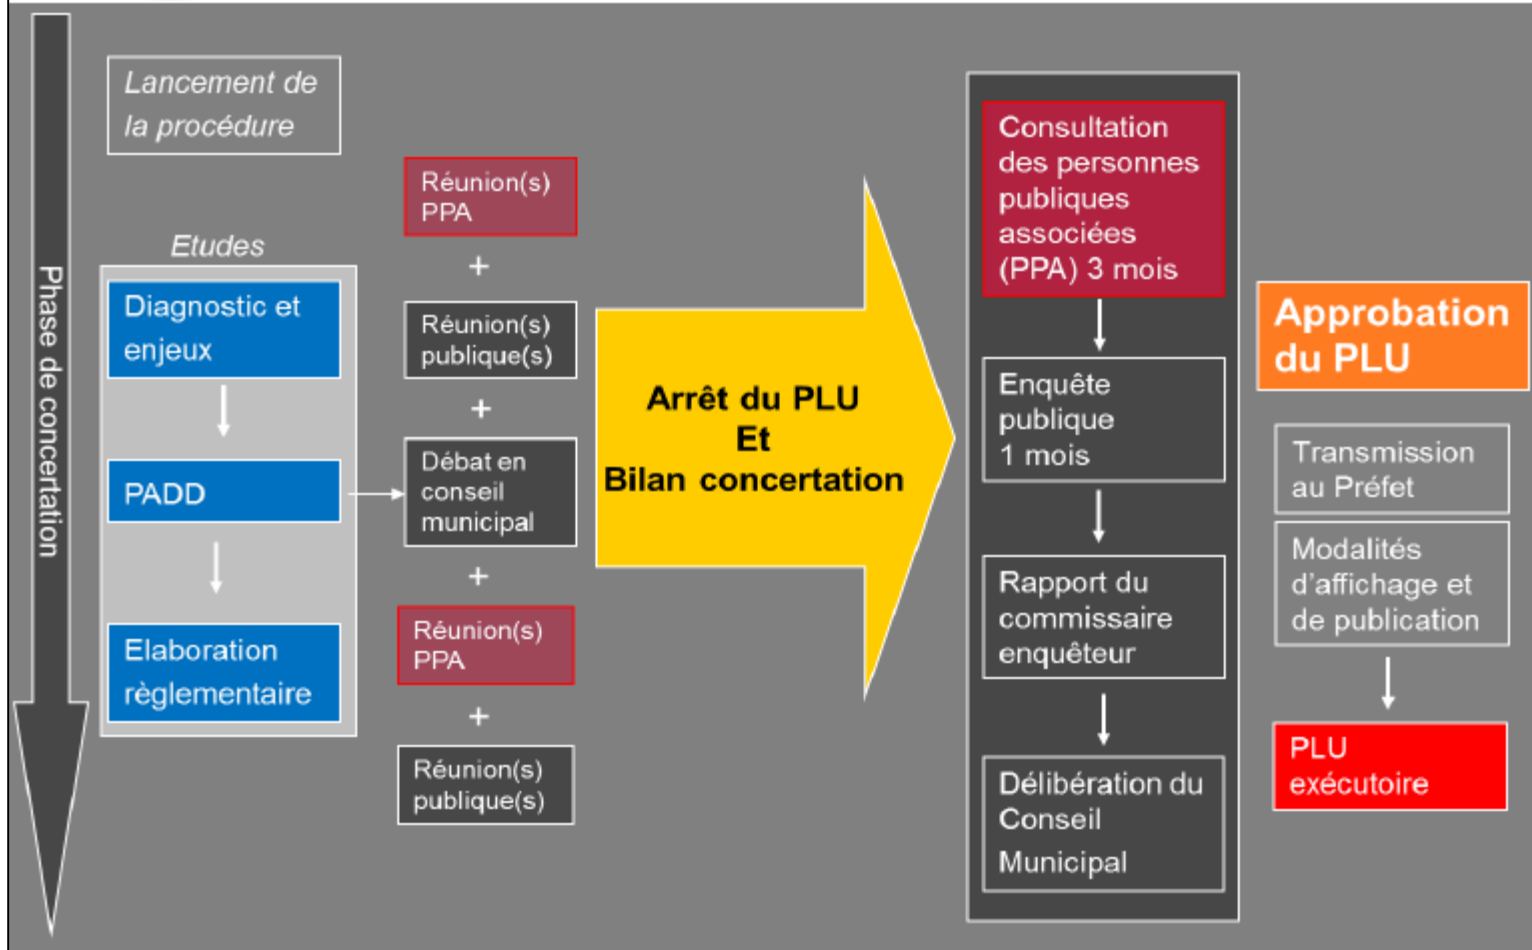 Phase de concertation
Lancement de
la procédure
Etudes
Diagnostic et
enjeux
PADD
Elaboration
règlementaire
Réunion(s)
PPA
+
Réunion(s)
publique(s)
+
Débat en
conseil
municipal
+
Réunion(s)
PPA
+
Réunion(s)
publique(s)
Arrêt du PLU
Et
Bilan concertation
Consultation
des personnes
publiques
associées
(PPA) 3 mois
Enquête
publique
1 mois
Rapport du
commissaire
enquêteur
Délibération du
Conseil
Municipal
Approbation
du PLU
Transmission
au Préfet
Modalités
d'affichage et
de publication
PLU
exécutoire